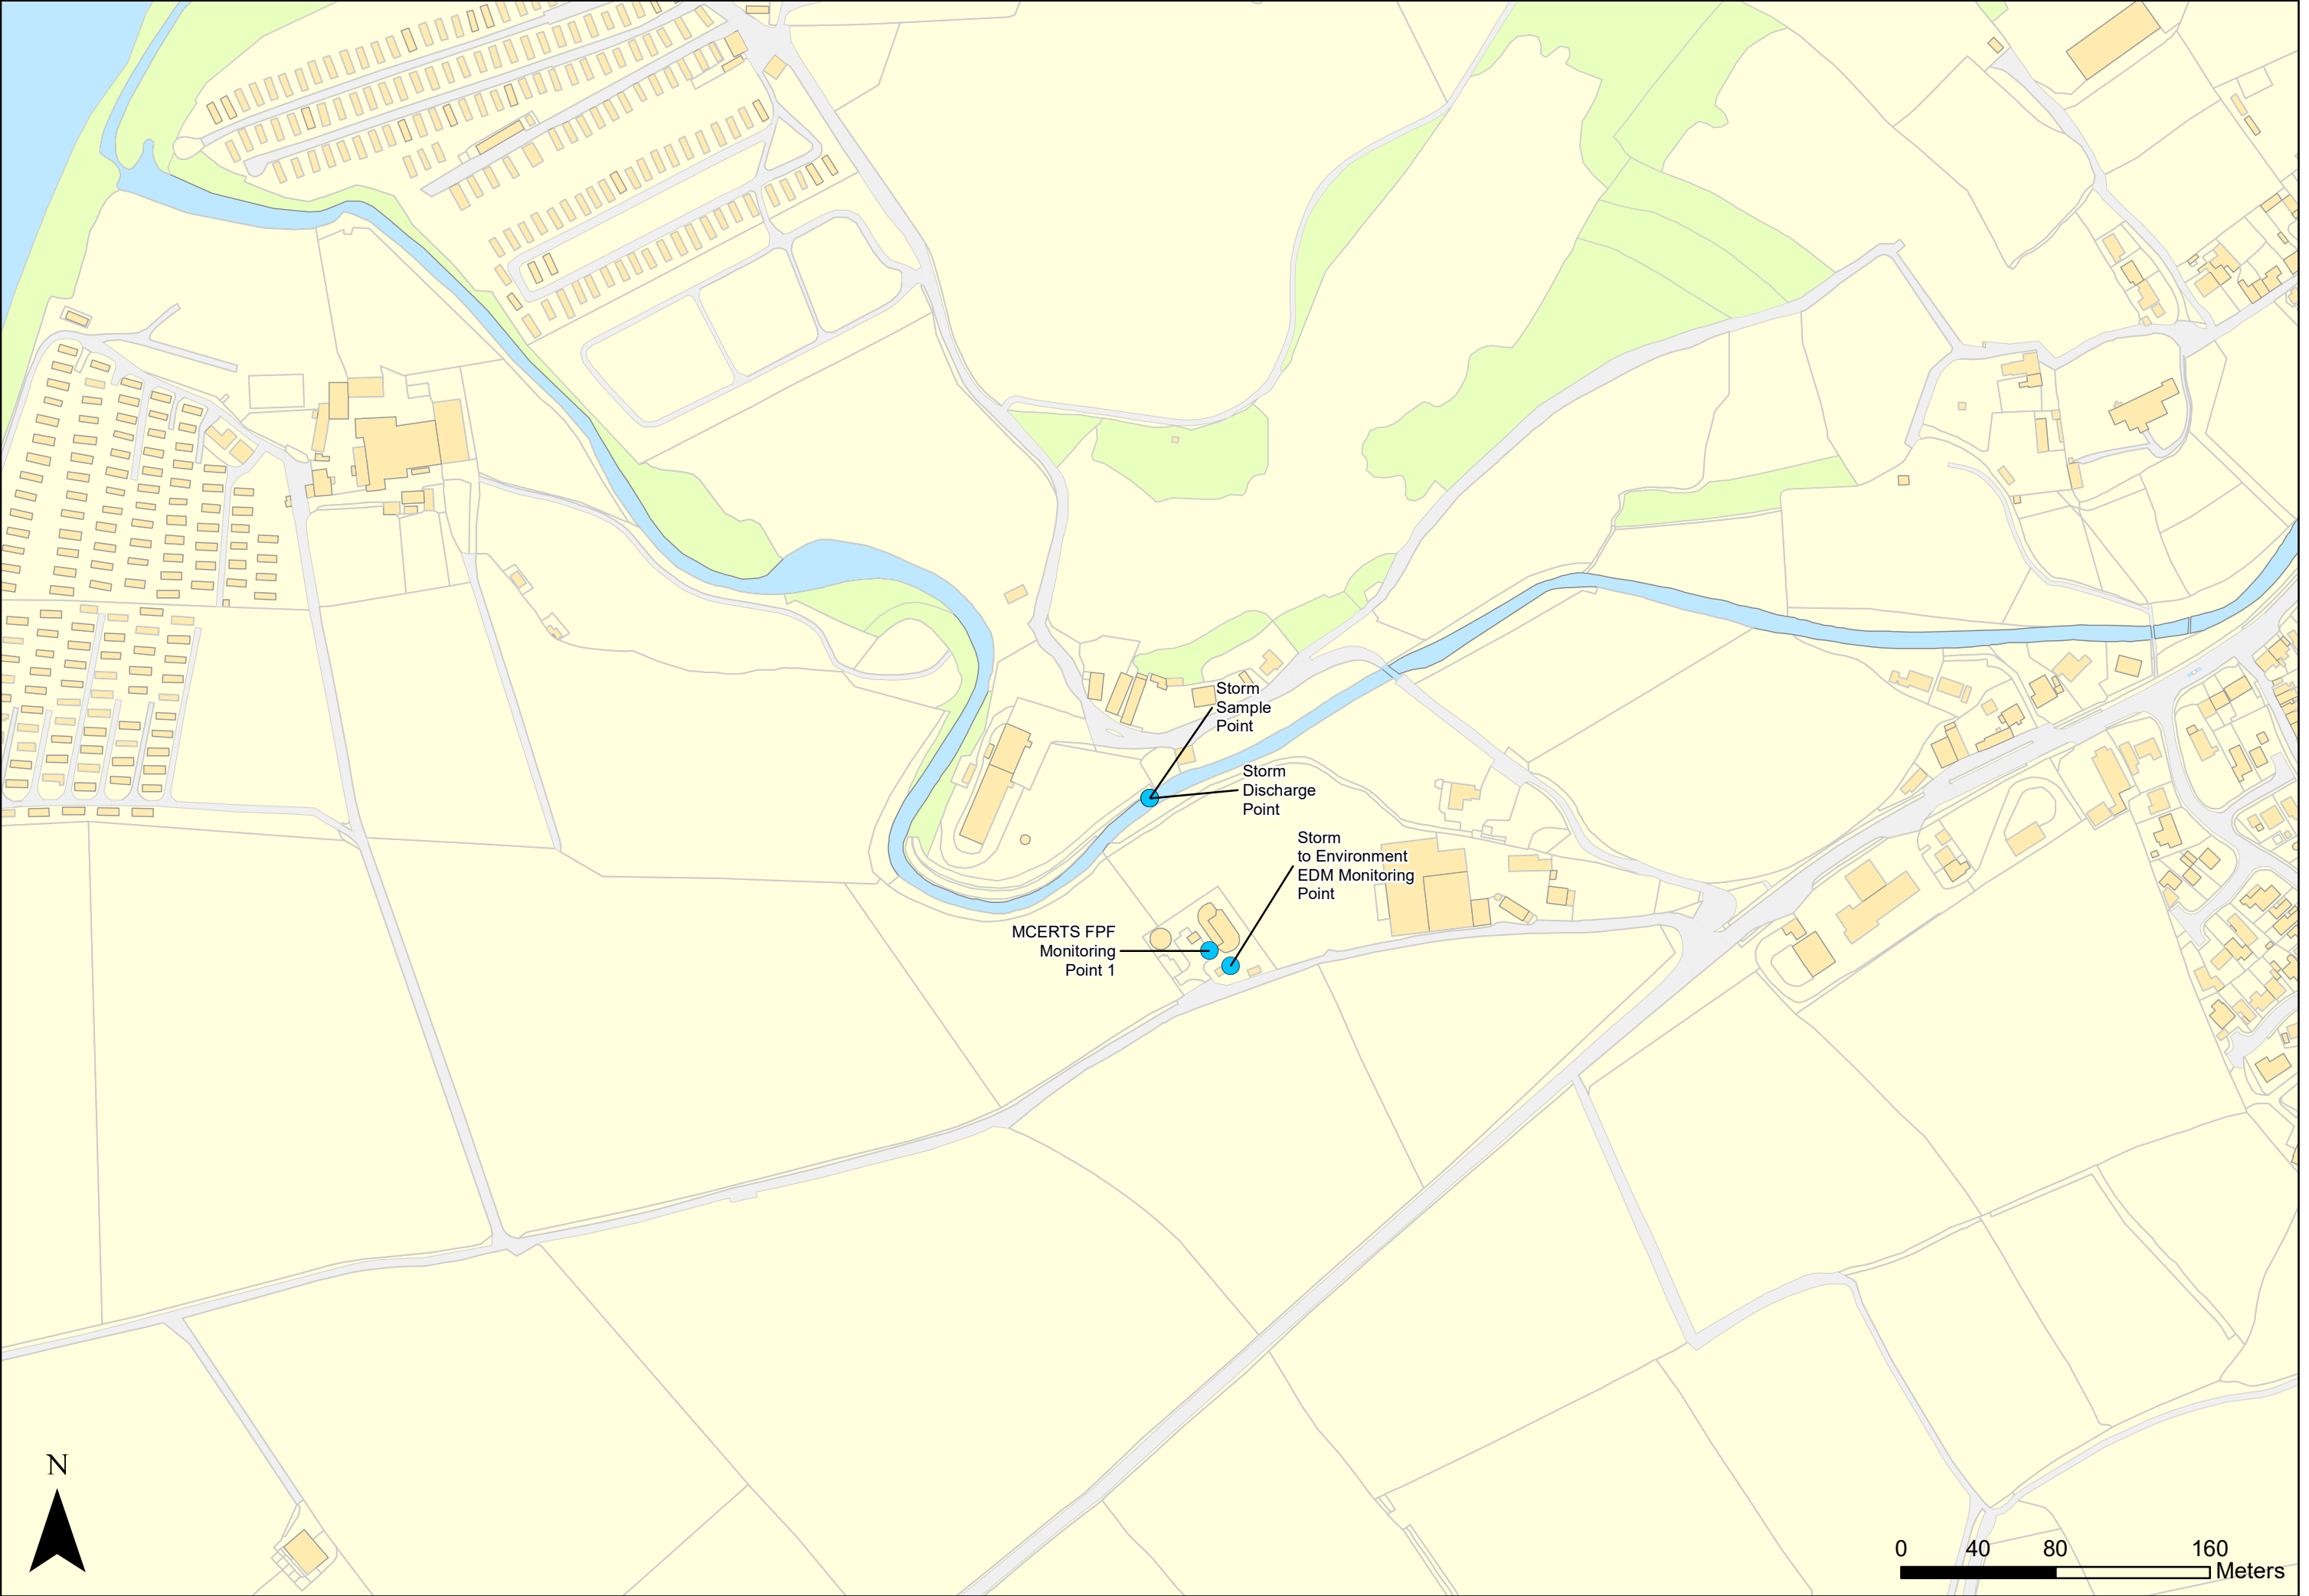 Storm
Sample
Point
Storm
Discharge
Point
Storm
to Environment
EDM Monitoring
Point
MCERTS FPF
Monitoring
Point 1
N
0 40 80 160
Meters